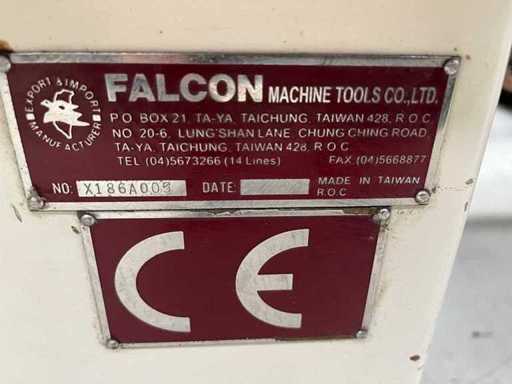 EXPORT & IMPORT
MANUFACTURER
FALCON MACHINE TOOLS CO.,LTD.
P.O. BOX 21, TA-YA, TAICHUNG, TAIWAN 428, R.O.C.
NO. 20-6, LUNG SHAN LANE, CHUNG CHING ROAD,
TA-YA, TAICHUNG, TAIWAN 428, R.O.C.
TEL (04)5673266 (14 Lines) FAX.(04)5668877
NO: X186A005 DATE: MADE IN TAIWAN
R.O.C.
CE